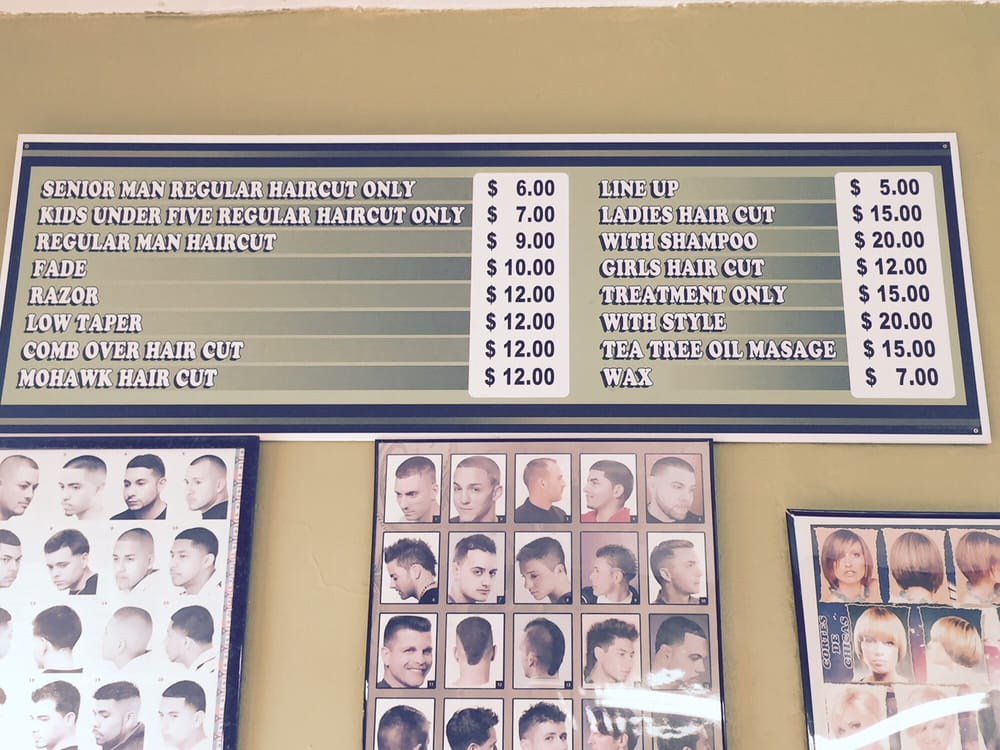 SENIOR MAN REGULAR HAIRCUT ONLY $ 6.00
KIDS UNDER FIVE REGULAR HAIRCUT ONLY $ 7.00
REGULAR MAN HAIRCUT $ 9.00
FADE $ 10.00
RAZOR $ 12.00
LOW TAPER $ 12.00
COMB OVER HAIR CUT $ 12.00
MOHAWK HAIR CUT $ 12.00
LINE UP $ 5.00
LADIES HAIR CUT $ 15.00
WITH SHAMPOO $ 20.00
GIRLS HAIR CUT $ 12.00
TREATMENT ONLY $ 15.00
WITH STYLE $ 20.00
TEA TREE OIL MASAGE $ 15.00
WAX $ 7.00
CORTES
DE
CHICAS